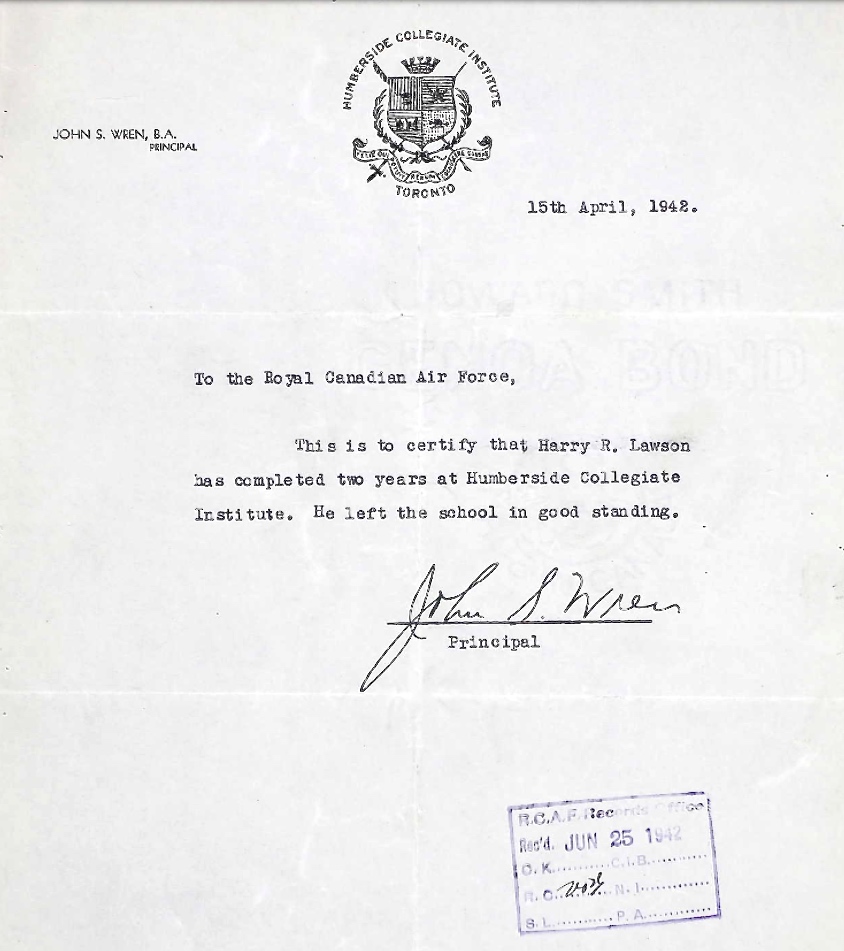 HUMBERSIDE COLLEGIATE INSTITUTE
TORONTO
JOHN S. WREN, B.A.
PRINCIPAL
15th April, 1942.
To the Royal Canadian Air Force,
This is to certify that Harry R. Lawson
has completed two years at Humberside Collegiate
Institute. He left the school in good standing.
John S. Wren
Principal
R.C.A.F. Records Office
Rec'd. JUN 25 1942
O.K............C.I.B............
R.C............N.I............
S.L............P.A............